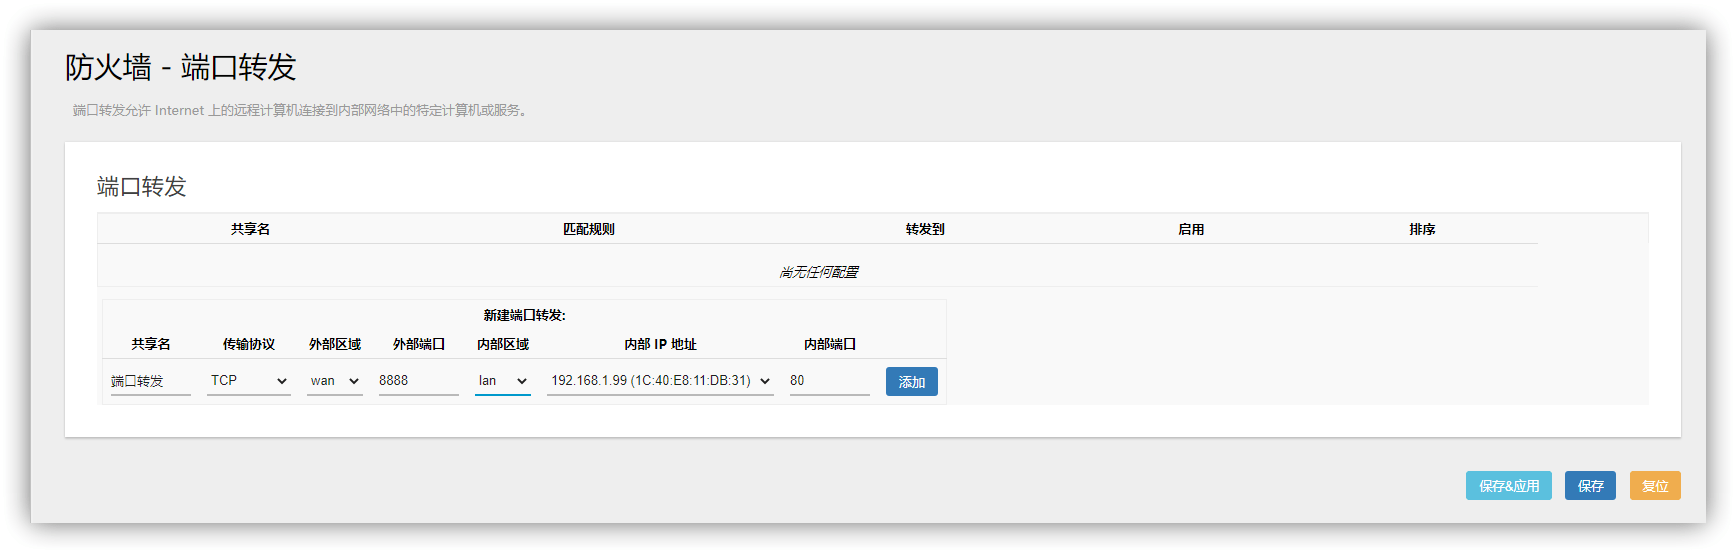 防火墙 - 端口转发
端口转发允许 Internet 上的远程计算机连接到内部网络中的特定计算机或服务。
端口转发
共享名 匹配规则 转发到 启用 排序
尚无任何配置
新建端口转发:
共享名 传输协议 外部区域 外部端口 内部区域 内部 IP 地址 内部端口
端口转发 TCP wan 8888 lan 192.168.1.99 (1C:40:E8:11:DB:31) 80 添加
保存&应用 保存 复位